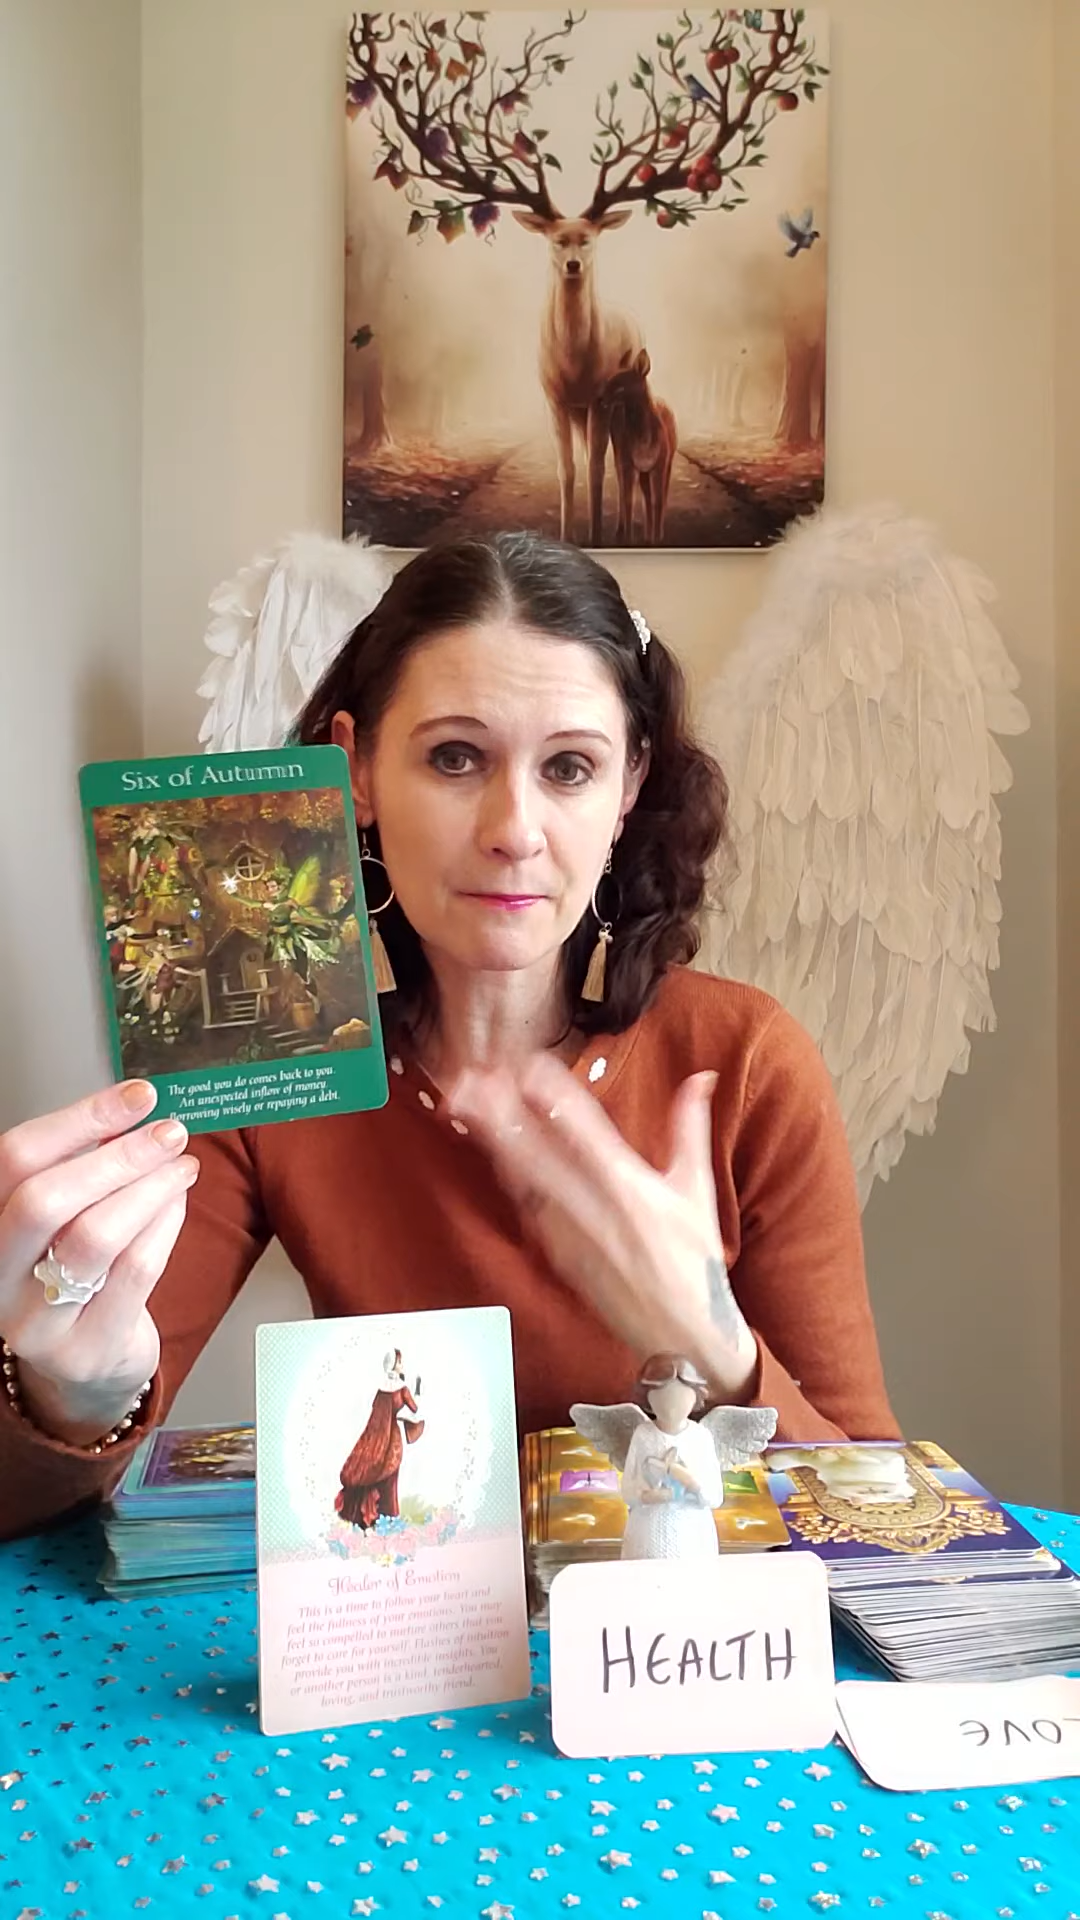 Six of Autumn
The good you do comes back to you.
An unexpected inflow of money.
Borrowing wisely or repaying a debt.
Healer of Emotion
This is a time to follow your heart and
feel the fullness of your emotions. You may
feel so compelled to nurture others that you
forget to care for yourself. Flashes of intuition
provide you with incredible insights. You
or another person is a kind, tenderhearted,
loving, and trustworthy friend.
HEALTH
LOVE